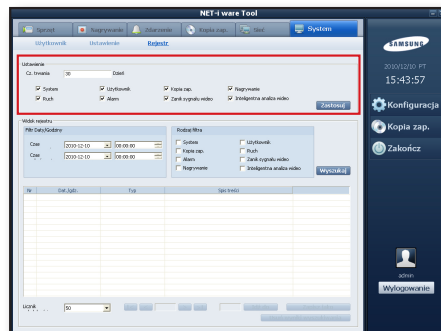 NET-i ware Tool
Sprzęt
Nagrywanie
Zdarzenie
Kopia zap.
Sieć
System
Użytkownik
Ustawienie
Rejestr
Ustawienie
Cz. trwania 30 Dzień
System
Użytkownik
Kopia zap.
Nagrywanie
Ruch
Alarm
Zanik sygnału wideo
Inteligentna analiza wideo
Zastosuj
Widok rejestru
Filtr Daty/Godziny
Czas 2010-12-10 00:00:00
Czas 2010-12-10 00:00:00
Rodzaj filtra
System
Użytkownik
Kopia zap.
Ruch
Alarm
Zanik sygnału wideo
Nagrywanie
Inteligentna analiza wideo
Wyszukaj
Nr
Dat./gdz.
Typ
Spis treści
Licznik
50
SAMSUNG
2010/12/10 PT
15:43:57
Konfiguracja
Kopia zap.
Zakończ
admin
Wylogowanie